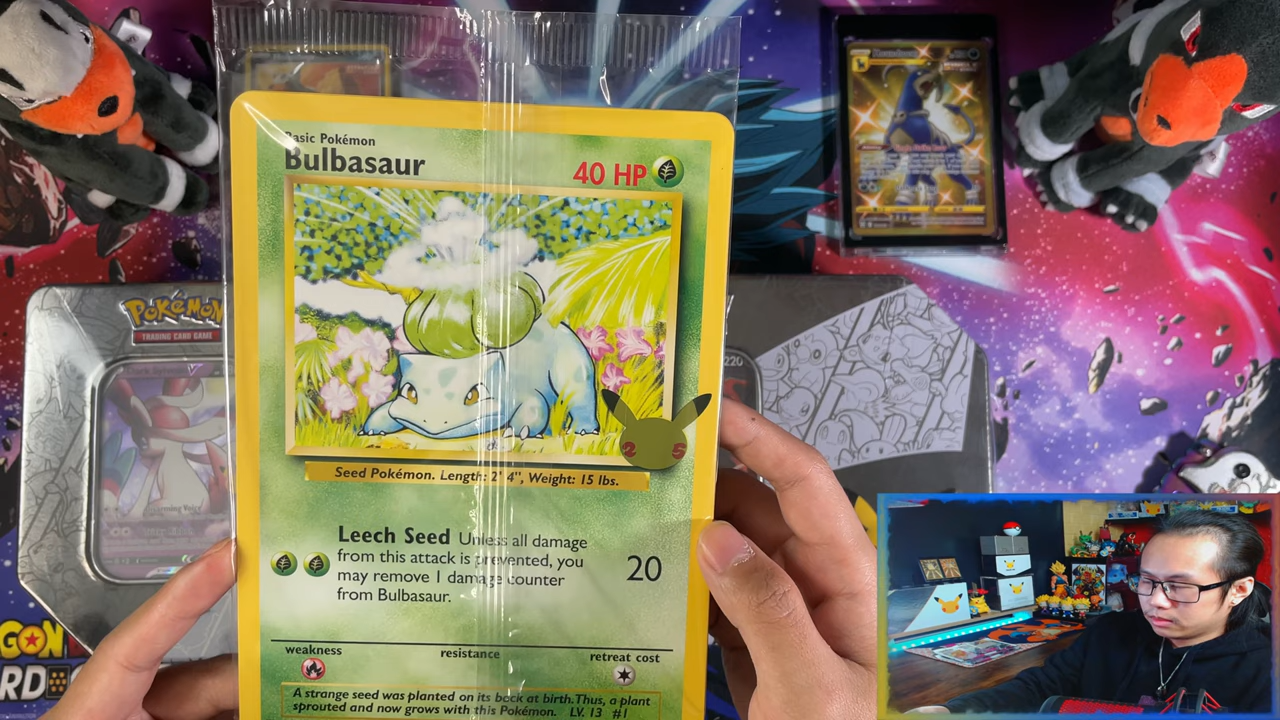 Basic Pokémon
Bulbasaur
40 HP
25
Seed Pokémon. Length: 2' 4", Weight: 15 lbs.
Leech Seed Unless all damage
from this attack is prevented, you
may remove 1 damage counter
from Bulbasaur.
20
weakness
resistance
retreat cost
A strange seed was planted on its back at birth. Thus, a plant
sprouted and now grows with this Pokémon. LV. 13 #1
POKÉMON
TRADING CARD GAME
220